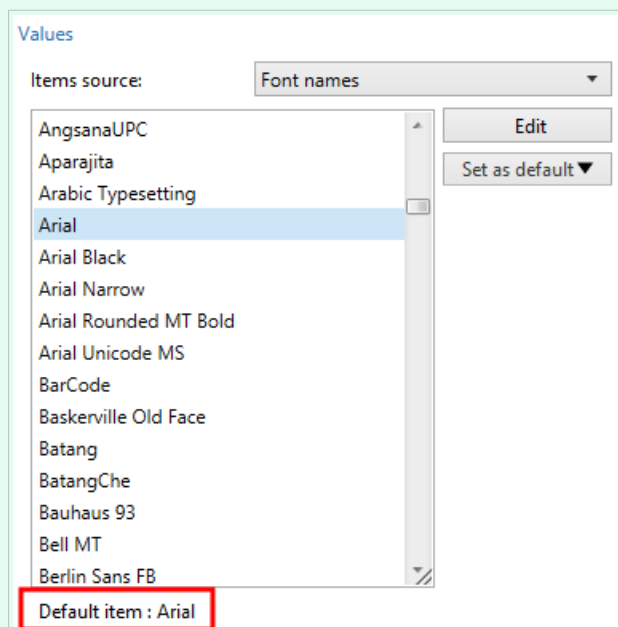 Values
Items source: Font names
AngsanaUPC
Edit
Aparajita
Set as default
Arabic Typesetting
Arial
Arial Black
Arial Narrow
Arial Rounded MT Bold
Arial Unicode MS
BarCode
Baskerville Old Face
Batang
BatangChe
Bauhaus 93
Bell MT
Berlin Sans FB
Default item : Arial